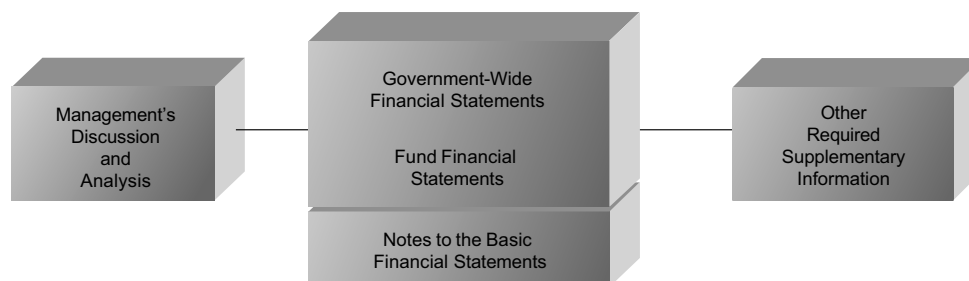 Management’s
Discussion
and
Analysis
Government-Wide
Financial Statements
Fund Financial
Statements
Notes to the Basic
Financial Statements
Other
Required
Supplementary
Information